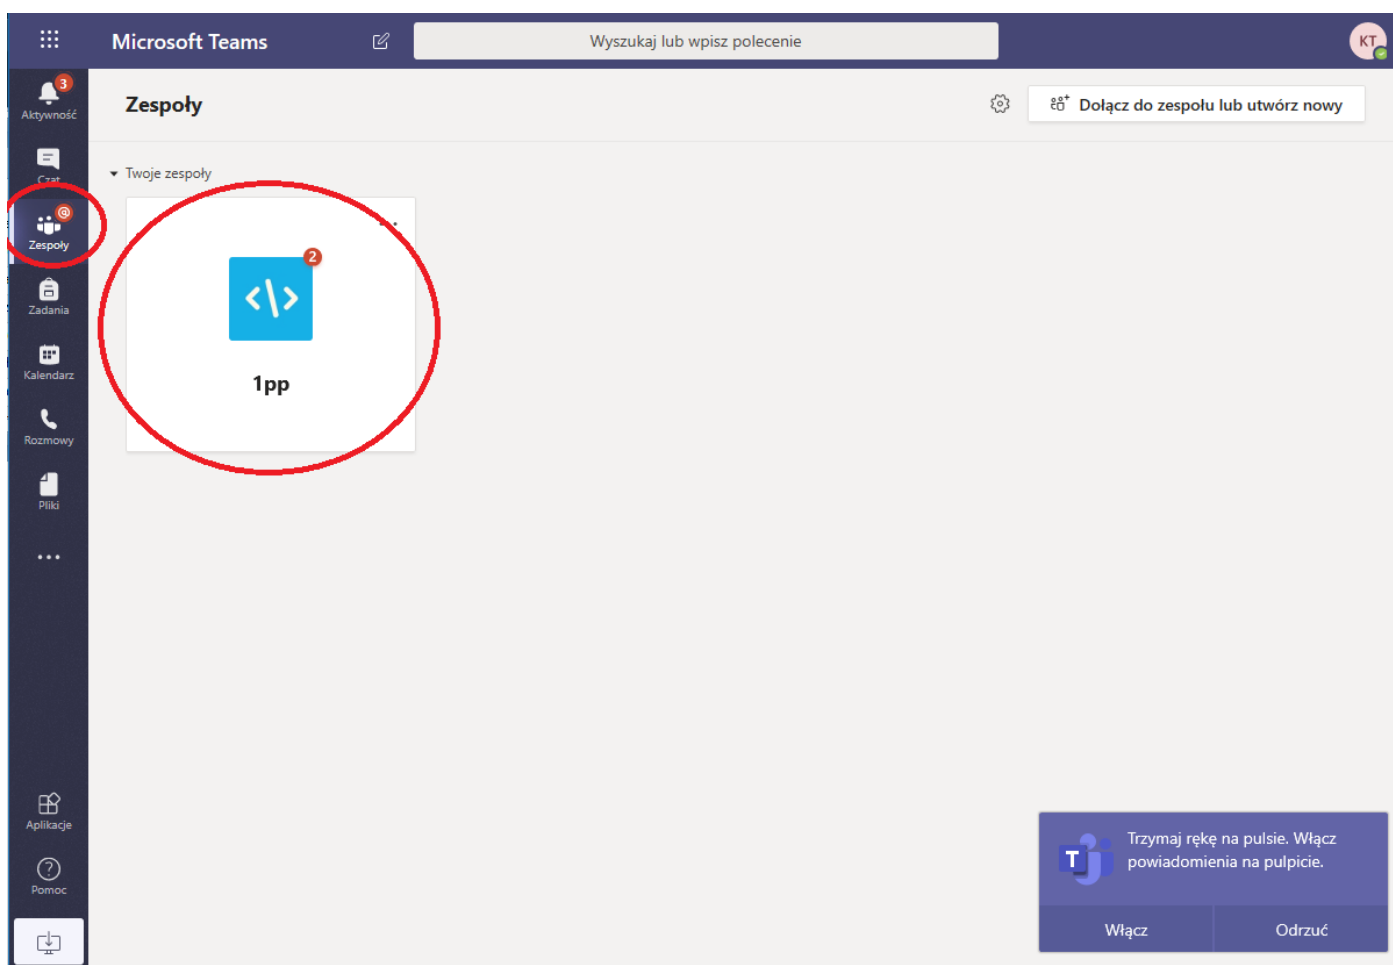 Microsoft Teams
Wyszukaj lub wpisz polecenie
KT
3
Aktywność
Zespoły
Dołącz do zespołu lub utwórz nowy
Czat
Twoje zespoły
@
Zespoły
2
</\>
1pp
Zadania
Kalendarz
Rozmowy
Pliki
Aplikacje
Pomoc
T
Trzymaj rękę na pulsie. Włącz
powiadomienia na pulpicie.
Włącz
Odrzuć